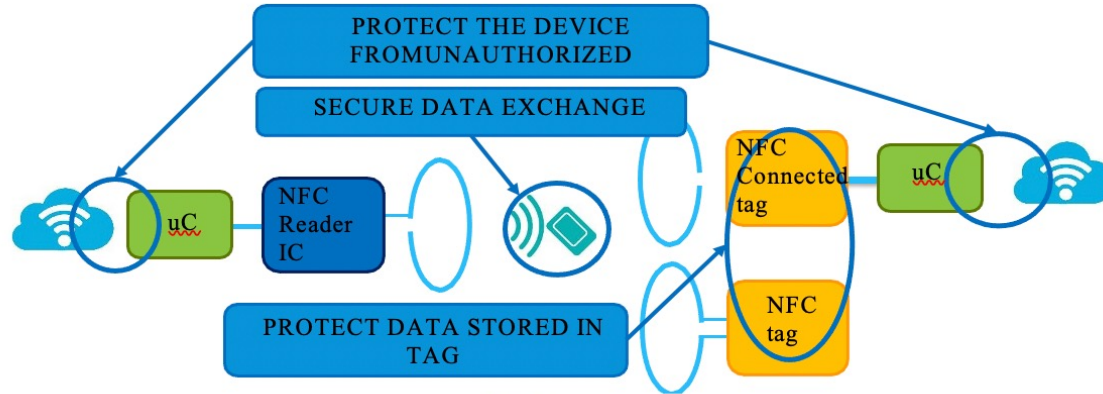 PROTECT THE DEVICE
FROMUNAUTHORIZED
SECURE DATA EXCHANGE
NFC
Connected
tag
uC
uC
NFC
Reader
IC
PROTECT DATA STORED IN
TAG
NFC
tag